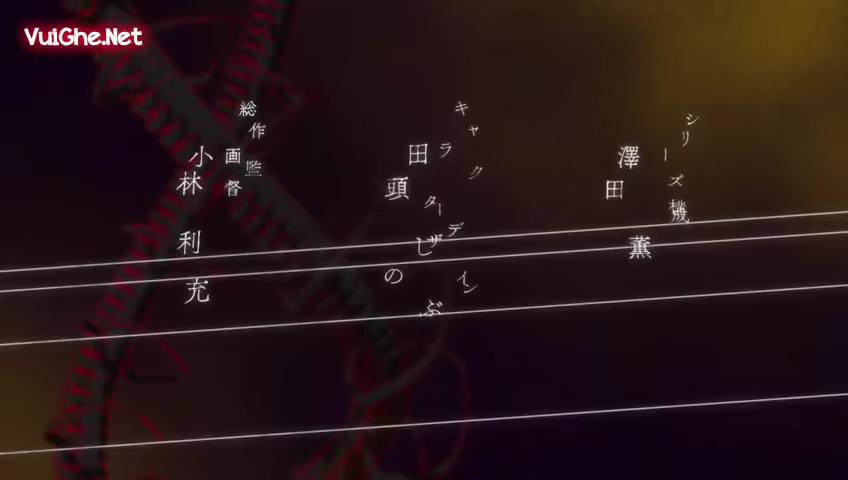 VuiGhe.Net
シリーズ構成
澤田 薫
キャラクターデザイン
田頭しのぶ
総作画監督
小林利充